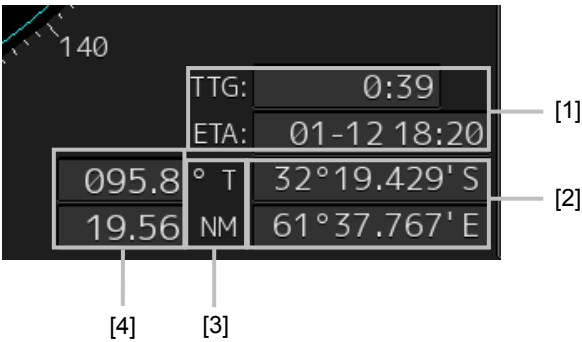 140
TTG: 0:39
[1]
ETA: 01-12 18:20
095.8 ° T 32°19.429' S
[2]
19.56 NM 61°37.767' E
[4] [3]